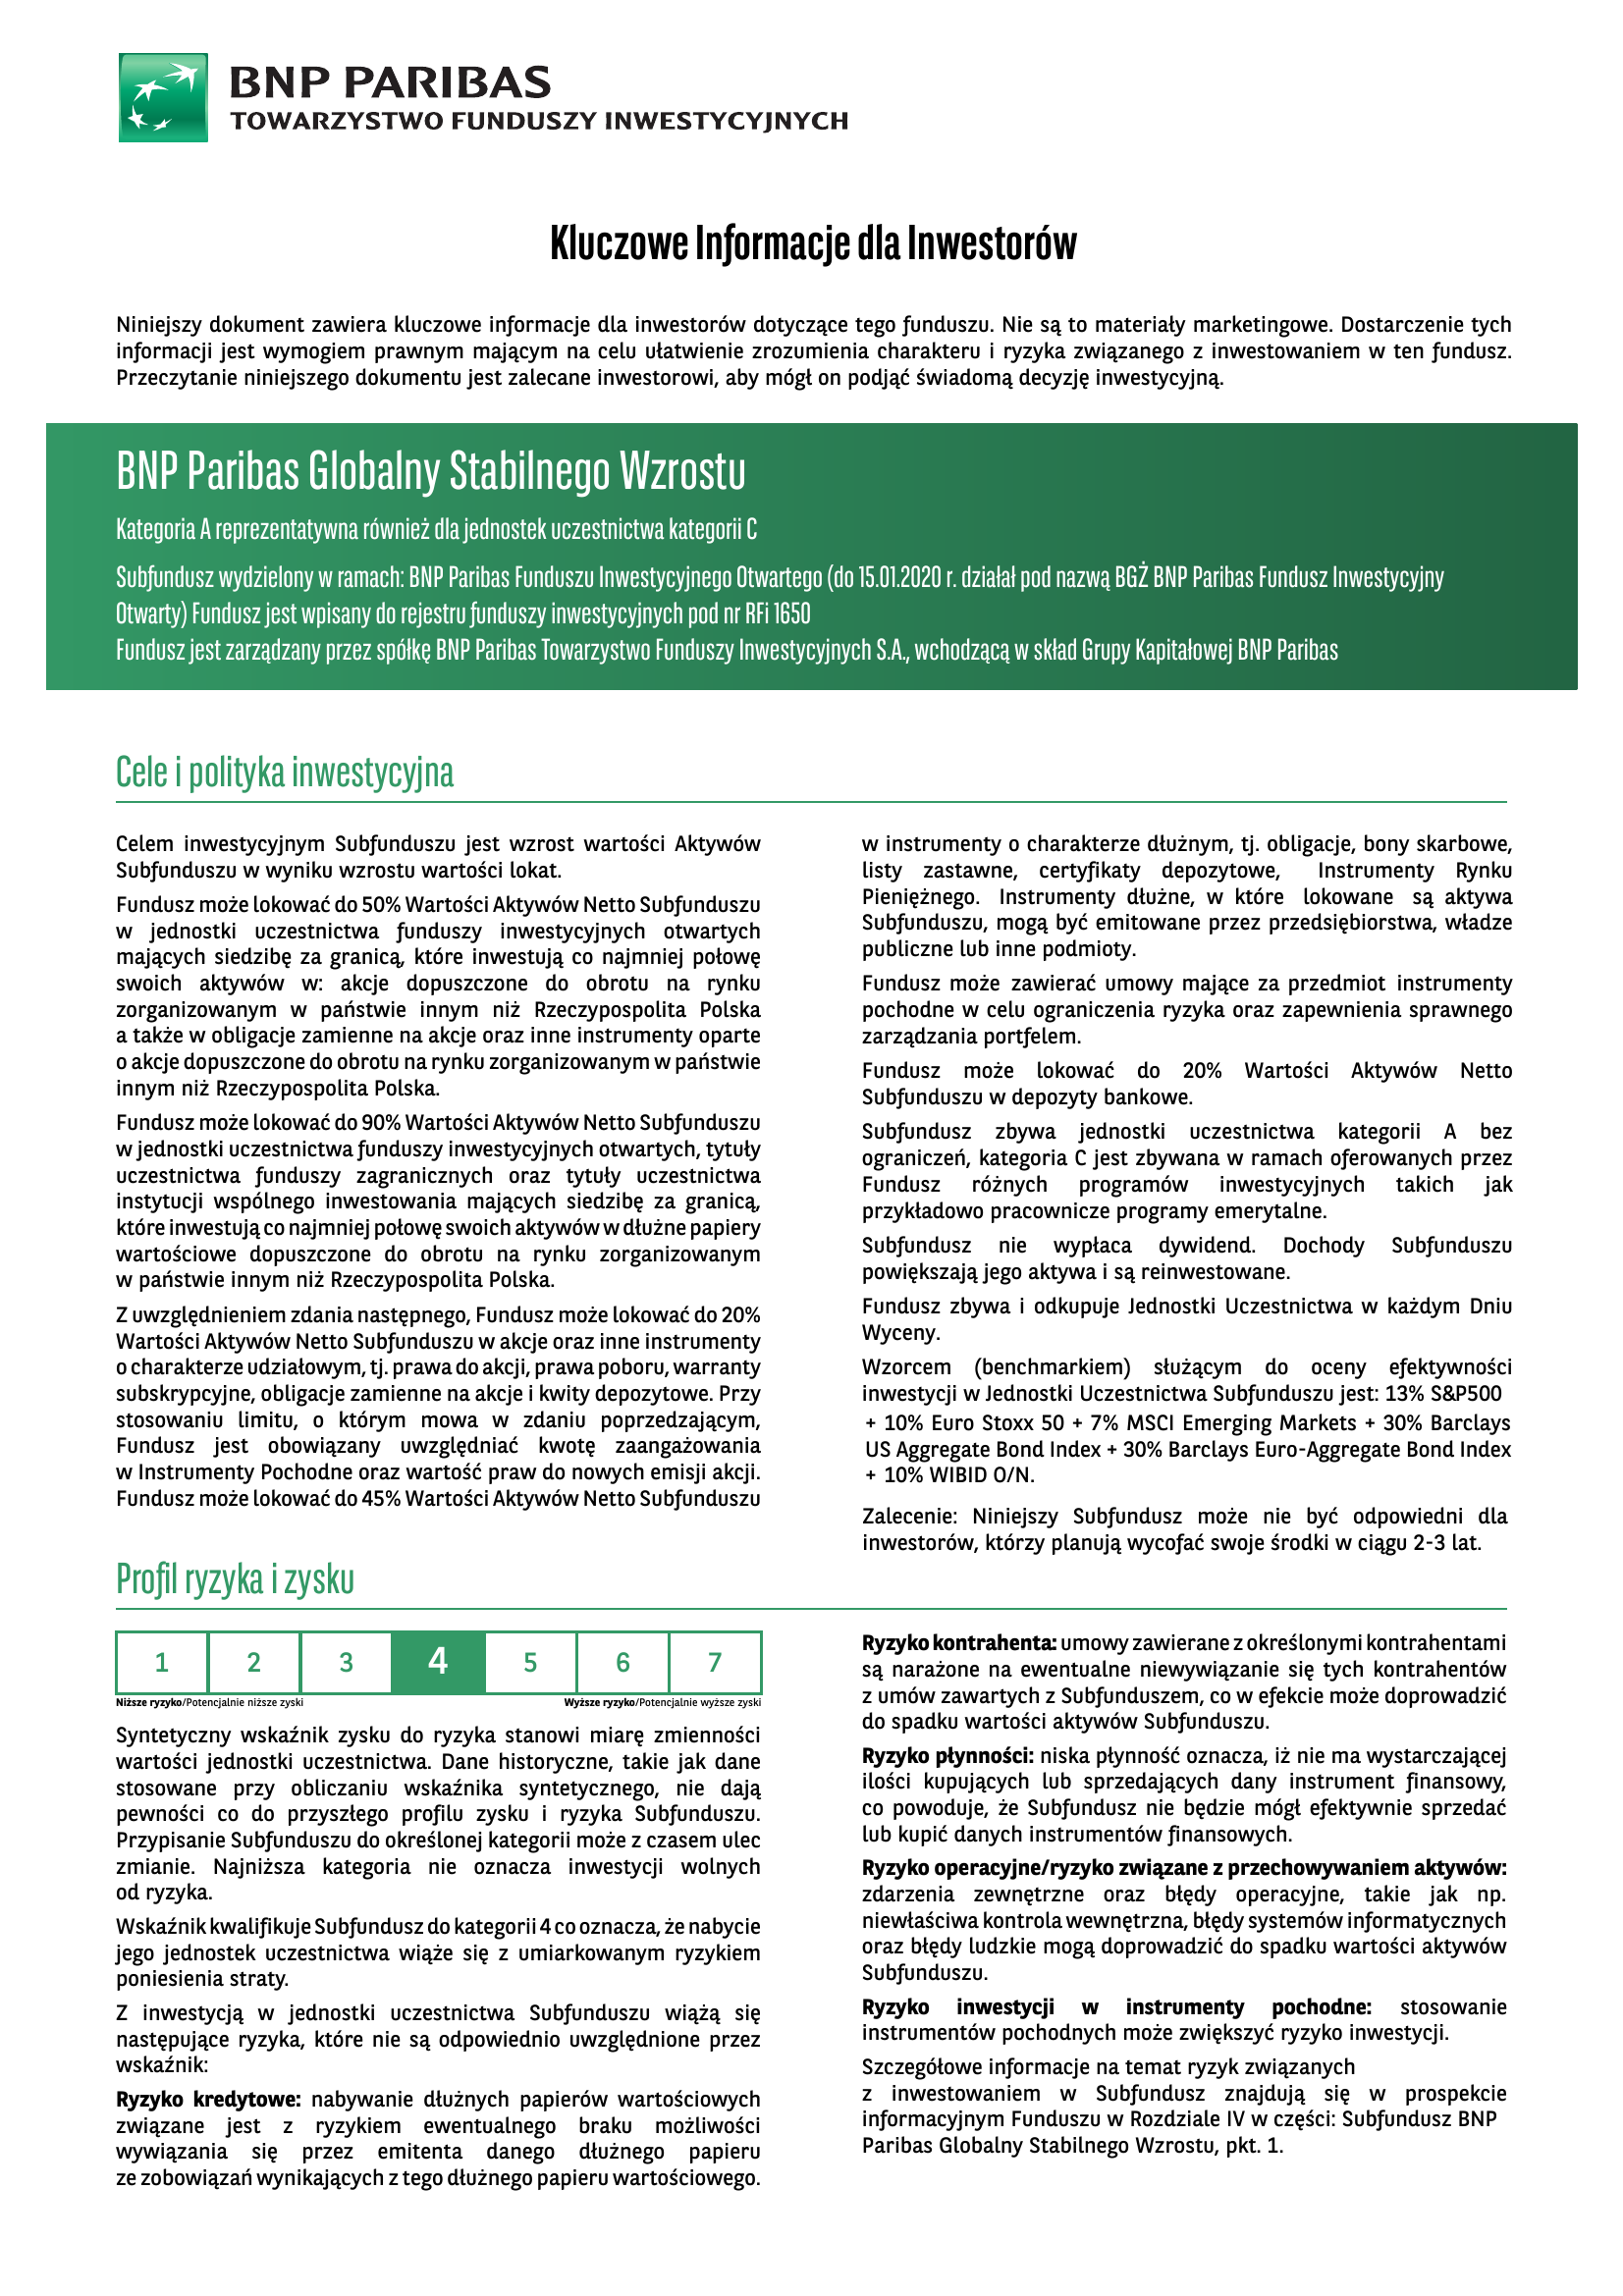 BNP PARIBAS
TOWARZYSTWO FUNDUSZY INWESTYCYJNYCH
Kluczowe Informacje dla Inwestorów
Niniejszy dokument zawiera kluczowe informacje dla inwestorów dotyczące tego funduszu. Nie są to materiały marketingowe. Dostarczenie tych
informacji jest wymogiem prawnym mającym na celu ułatwienie zrozumienia charakteru i ryzyka związanego z inwestowaniem w ten fundusz.
Przeczytanie niniejszego dokumentu jest zalecane inwestorowi, aby mógł on podjąć świadomą decyzję inwestycyjną.
BNP Paribas Globalny Stabilnego Wzrostu
Kategoria A reprezentatywna również dla jednostek uczestnictwa kategorii C
Subfundusz wydzielony w ramach: BNP Paribas Funduszu Inwestycyjnego Otwartego (do 15.01.2020 r. działał pod nazwą BGŻ BNP Paribas Fundusz Inwestycyjny
Otwarty) Fundusz jest wpisany do rejestru funduszy inwestycyjnych pod nr RFi 1650
Fundusz jest zarządzany przez spółkę BNP Paribas Towarzystwo Funduszy Inwestycyjnych S.A., wchodzącą w skład Grupy Kapitałowej BNP Paribas
Cele i polityka inwestycyjna
Celem inwestycyjnym Subfunduszu jest wzrost wartości Aktywów
Subfunduszu w wyniku wzrostu wartości lokat.
Fundusz może lokować do 50% Wartości Aktywów Netto Subfunduszu
w jednostki uczestnictwa funduszy inwestycyjnych otwartych
mających siedzibę za granicą, które inwestują co najmniej połowę
swoich aktywów w: akcje dopuszczone do obrotu na rynku
zorganizowanym w państwie innym niż Rzeczypospolita Polska
a także w obligacje zamienne na akcje oraz inne instrumenty oparte
o akcje dopuszczone do obrotu na rynku zorganizowanym w państwie
innym niż Rzeczypospolita Polska.
Fundusz może lokować do 90% Wartości Aktywów Netto Subfunduszu
w jednostki uczestnictwa funduszy inwestycyjnych otwartych, tytuły
uczestnictwa funduszy zagranicznych oraz tytuły uczestnictwa
instytucji wspólnego inwestowania mających siedzibę za granicą,
które inwestują co najmniej połowę swoich aktywów w dłużne papiery
wartościowe dopuszczone do obrotu na rynku zorganizowanym
w państwie innym niż Rzeczypospolita Polska.
Z uwzględnieniem zdania następnego, Fundusz może lokować do 20%
Wartości Aktywów Netto Subfunduszu w akcje oraz inne instrumenty
o charakterze udziałowym, tj. prawa do akcji, prawa poboru, warranty
subskrypcyjne, obligacje zamienne na akcje i kwity depozytowe. Przy
stosowaniu limitu, o którym mowa w zdaniu poprzedzającym,
Fundusz jest obowiązany uwzględniać kwotę zaangażowania
w Instrumenty Pochodne oraz wartość praw do nowych emisji akcji.
Fundusz może lokować do 45% Wartości Aktywów Netto Subfunduszu
w instrumenty o charakterze dłużnym, tj. obligacje, bony skarbowe,
listy zastawne, certyfikaty depozytowe, Instrumenty Rynku
Pieniężnego. Instrumenty dłużne, w które lokowane są aktywa
Subfunduszu, mogą być emitowane przez przedsiębiorstwa, władze
publiczne lub inne podmioty.
Fundusz może zawierać umowy mające za przedmiot instrumenty
pochodne w celu ograniczenia ryzyka oraz zapewnienia sprawnego
zarządzania portfelem.
Fundusz może lokować do 20% Wartości Aktywów Netto
Subfunduszu w depozyty bankowe.
Subfundusz zbywa jednostki uczestnictwa kategorii A bez
ograniczeń, kategoria C jest zbywana w ramach oferowanych przez
Fundusz różnych programów inwestycyjnych takich jak
przykładowo pracownicze programy emerytalne.
Subfundusz nie wypłaca dywidend. Dochody Subfunduszu
powiększają jego aktywa i są reinwestowane.
Fundusz zbywa i odkupuje Jednostki Uczestnictwa w każdym Dniu
Wyceny.
Wzorcem (benchmarkiem) służącym do oceny efektywności
inwestycji w Jednostki Uczestnictwa Subfunduszu jest: 13% S&P500
+ 10% Euro Stoxx 50 + 7% MSCI Emerging Markets + 30% Barclays
US Aggregate Bond Index + 30% Barclays Euro-Aggregate Bond Index
+ 10% WIBID O/N.
Zalecenie: Niniejszy Subfundusz może nie być odpowiedni dla
inwestorów, którzy planują wycofać swoje środki w ciągu 2-3 lat.
Profil ryzyka i zysku
1 2 3 4 5 6 7
Niższe ryzyko/Potencjalnie niższe zyski Wyższe ryzyko/Potencjalnie wyższe zyski
Syntetyczny wskaźnik zysku do ryzyka stanowi miarę zmienności
wartości jednostki uczestnictwa. Dane historyczne, takie jak dane
stosowane przy obliczaniu wskaźnika syntetycznego, nie dają
pewności co do przyszłego profilu zysku i ryzyka Subfunduszu.
Przypisanie Subfunduszu do określonej kategorii może z czasem ulec
zmianie. Najniższa kategoria nie oznacza inwestycji wolnych
od ryzyka.
Wskaźnik kwalifikuje Subfundusz do kategorii 4 co oznacza, że nabycie
jego jednostek uczestnictwa wiąże się z umiarkowanym ryzykiem
poniesienia straty.
Z inwestycją w jednostki uczestnictwa Subfunduszu wiążą się
następujące ryzyka, które nie są odpowiednio uwzględnione przez
wskaźnik:
Ryzyko kredytowe: nabywanie dłużnych papierów wartościowych
związane jest z ryzykiem ewentualnego braku możliwości
wywiązania się przez emitenta danego dłużnego papieru
ze zobowiązań wynikających z tego dłużnego papieru wartościowego.
Ryzyko kontrahenta: umowy zawierane z określonymi kontrahentami
są narażone na ewentualne niewywiązanie się tych kontrahentów
z umów zawartych z Subfunduszem, co w efekcie może doprowadzić
do spadku wartości aktywów Subfunduszu.
Ryzyko płynności: niska płynność oznacza, iż nie ma wystarczającej
ilości kupujących lub sprzedających dany instrument finansowy,
co powoduje, że Subfundusz nie będzie mógł efektywnie sprzedać
lub kupić danych instrumentów finansowych.
Ryzyko operacyjne/ryzyko związane z przechowywaniem aktywów:
zdarzenia zewnętrzne oraz błędy operacyjne, takie jak np.
niewłaściwa kontrola wewnętrzna, błędy systemów informatycznych
oraz błędy ludzkie mogą doprowadzić do spadku wartości aktywów
Subfunduszu.
Ryzyko inwestycji w instrumenty pochodne: stosowanie
instrumentów pochodnych może zwiększyć ryzyko inwestycji.
Szczegółowe informacje na temat ryzyk związanych
z inwestowaniem w Subfundusz znajdują się w prospekcie
informacyjnym Funduszu w Rozdziale IV w części: Subfundusz BNP
Paribas Globalny Stabilnego Wzrostu, pkt. 1.